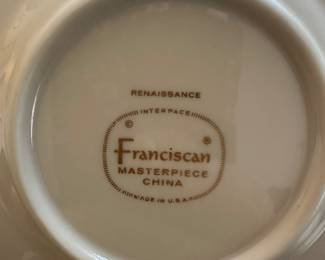 RENAISSANCE
INTERPACE
© ®
Franciscan
MASTERPIECE
CHINA
MADE IN U.S.A.